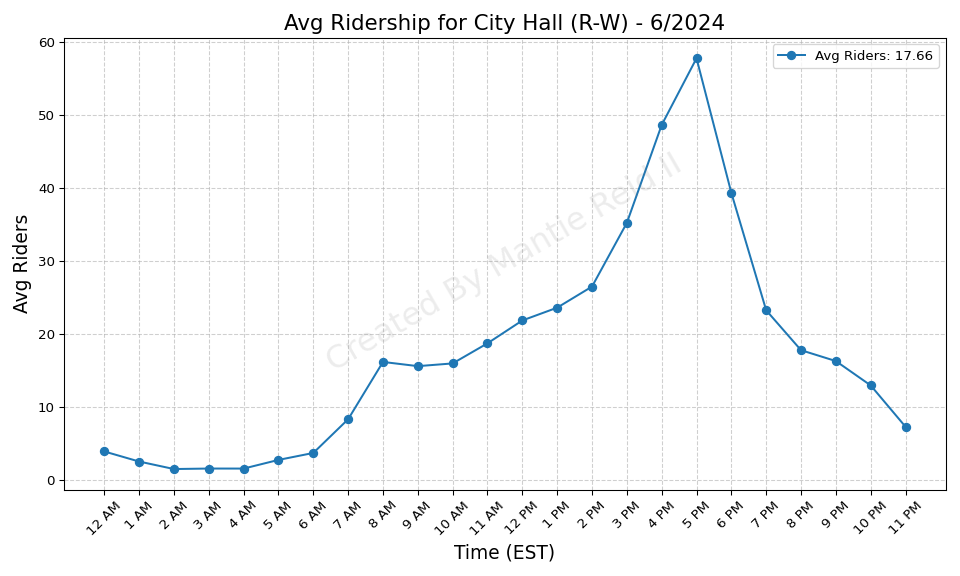 Avg Ridership for City Hall (R-W) - 6/2024
Avg Riders: 17.66
60
50
40
30
20
10
0
Avg Riders
Created By Mantie Reid II
12 AM
1 AM
2 AM
3 AM
4 AM
5 AM
6 AM
7 AM
8 AM
9 AM
10 AM
11 AM
12 PM
1 PM
2 PM
3 PM
4 PM
5 PM
6 PM
7 PM
8 PM
9 PM
10 PM
11 PM
Time (EST)